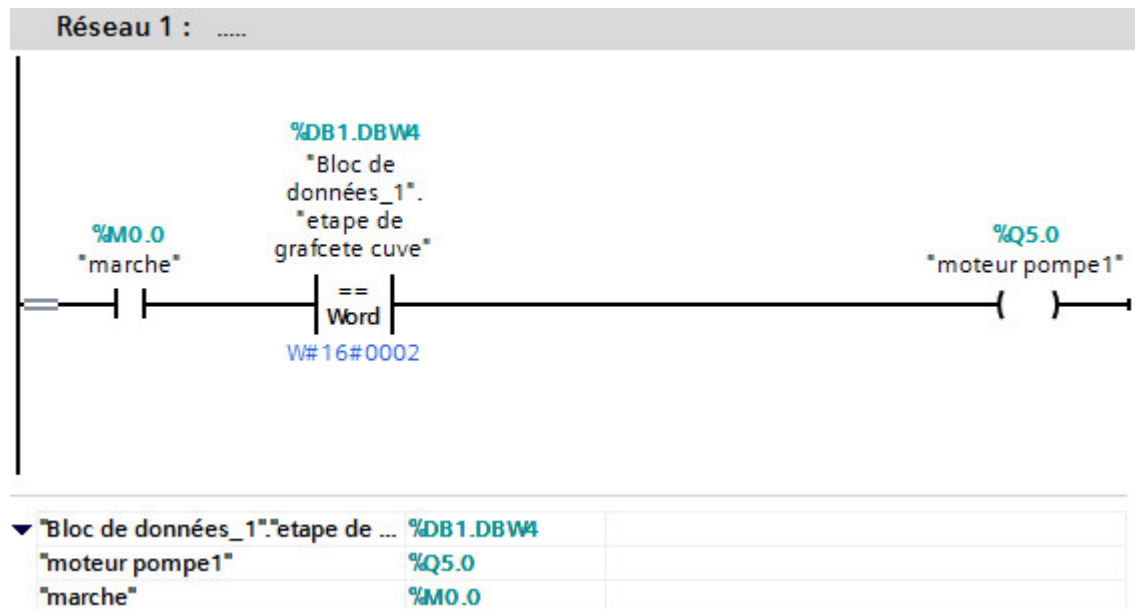 Réseau 1 : .....
%DB1.DBW4
"Bloc de
données_1".
"etape de
grafcete cuve"
%M0.0
"marche"
%Q5.0
"moteur pompe1"
==
Word
W#16#0002
"Bloc de données_1"."etape de ... %DB1.DBW4
"moteur pompe1" %Q5.0
"marche" %M0.0